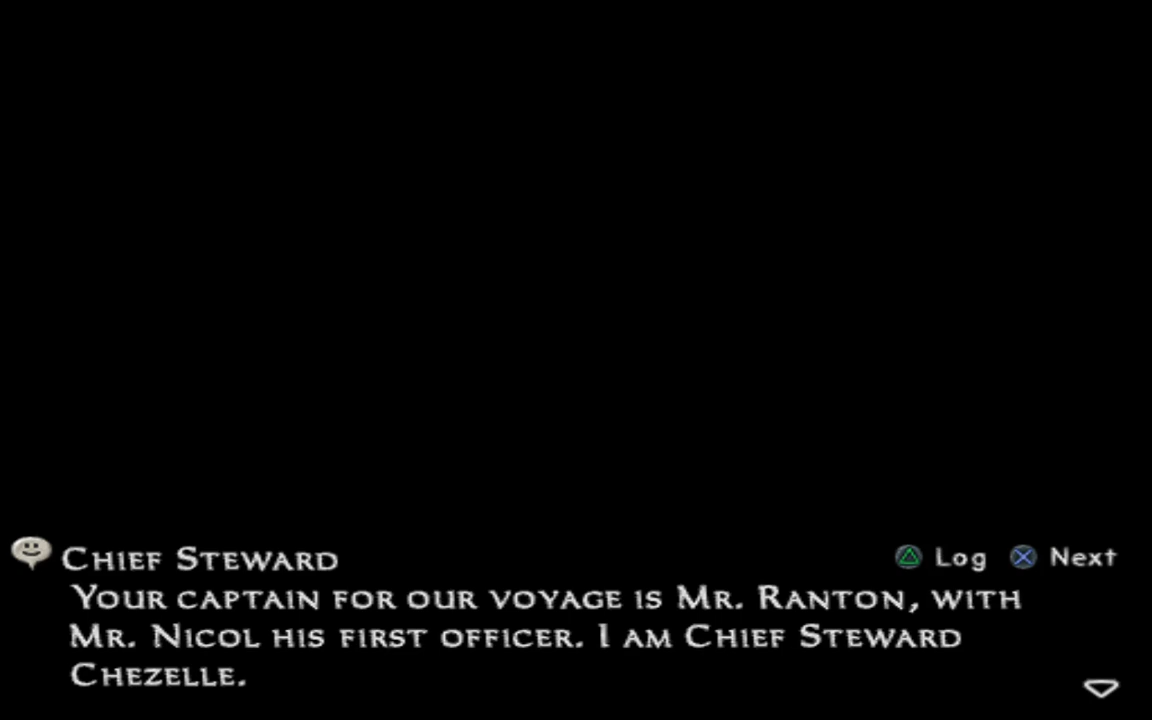 Chief Steward
Log Next
Your captain for our voyage is Mr. Ranton, with
Mr. Nicol his first officer. I am Chief Steward
Chezelle.